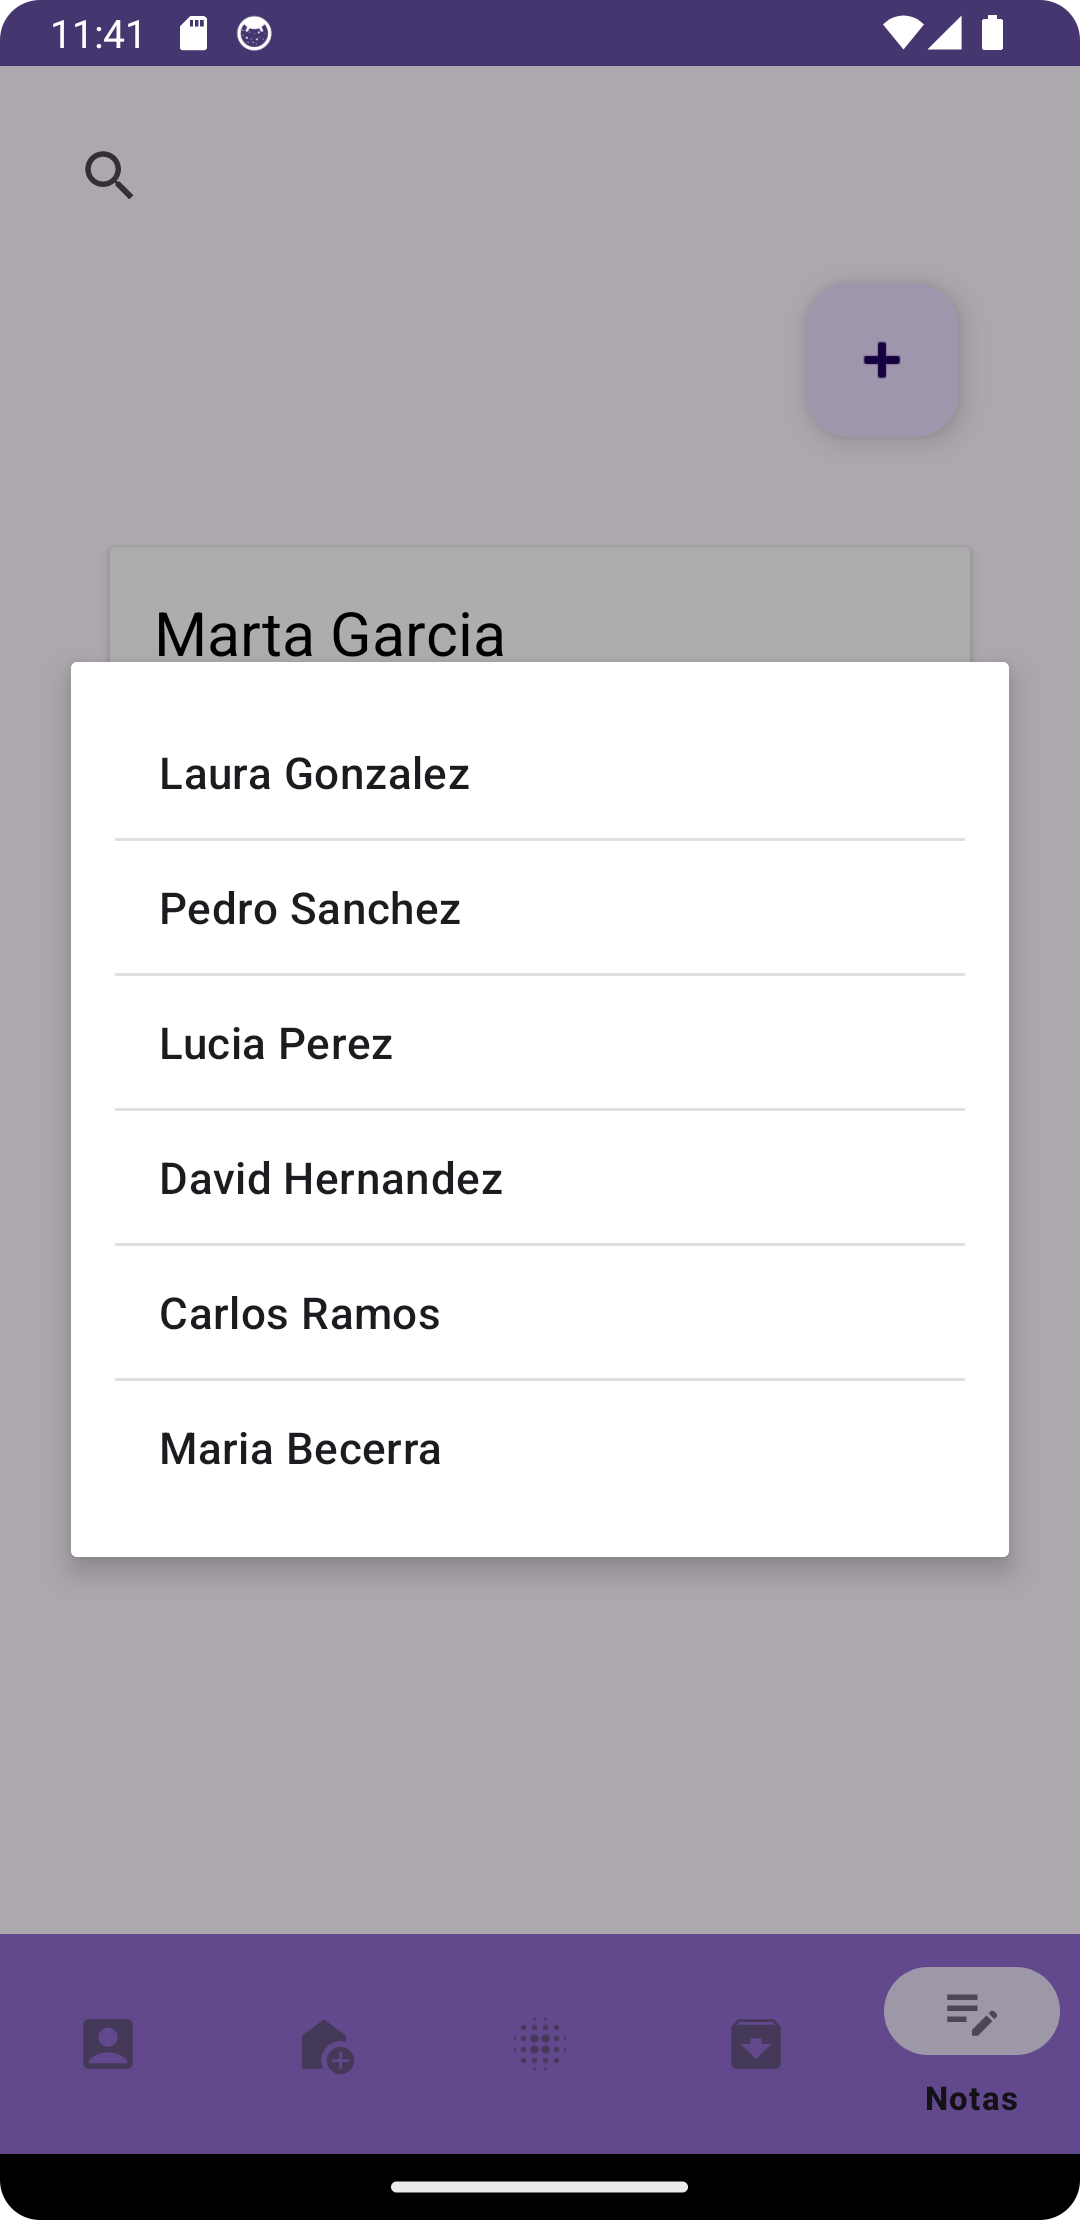 11:41
Marta Garcia
Laura Gonzalez
Pedro Sanchez
Lucia Perez
David Hernandez
Carlos Ramos
Maria Becerra
Notas